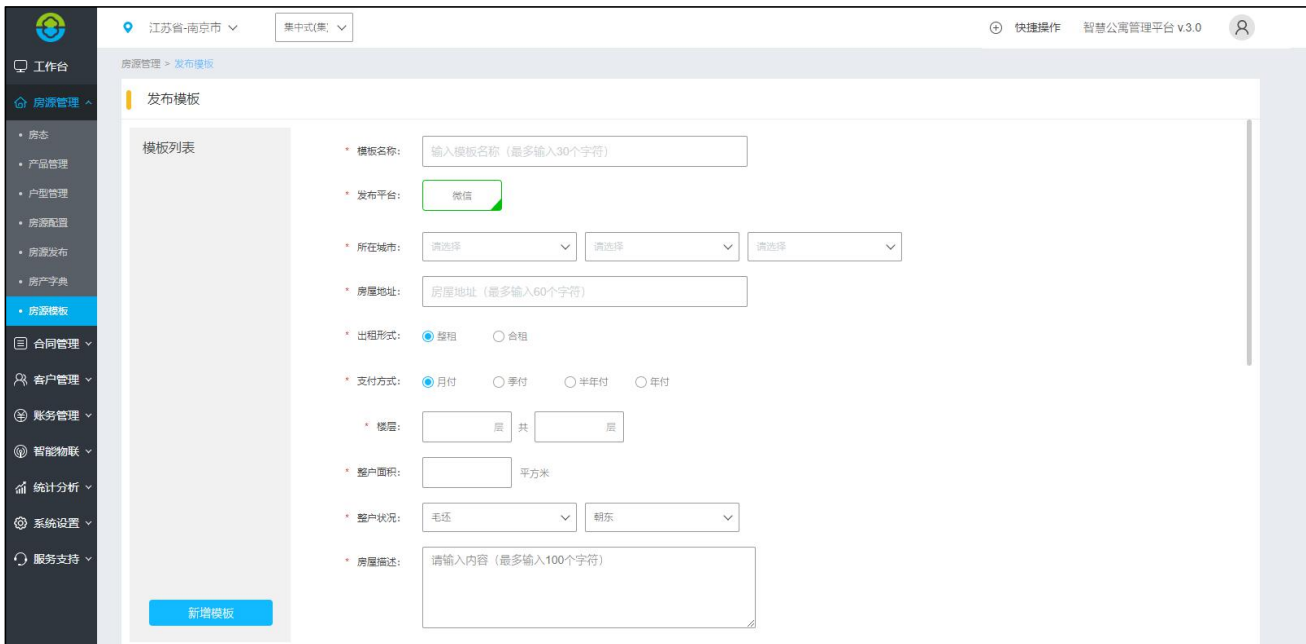 江苏省-南京市
集中式(集
快捷操作
智慧公寓管理平台 v.3.0
工作台
房源管理
房态
产品管理
户型管理
房源配置
房源发布
房产字典
房源模板
合同管理
客户管理
账务管理
智能物联
统计分析
系统设置
服务支持
房源管理 > 发布模板
发布模板
模板列表
新增模板
* 模板名称: 输入模板名称（最多输入30个字符）
* 发布平台: 微信
* 所在城市: 请选择 请选择 请选择
* 房屋地址: 房屋地址（最多输入60个字符）
* 出租形式: 整租 合租
* 支付方式: 月付 季付 半年付 年付
* 楼层: 层 共 层
* 整户面积: 平方米
* 整户状况: 毛坯 朝东
* 房屋描述: 请输入内容（最多输入100个字符）